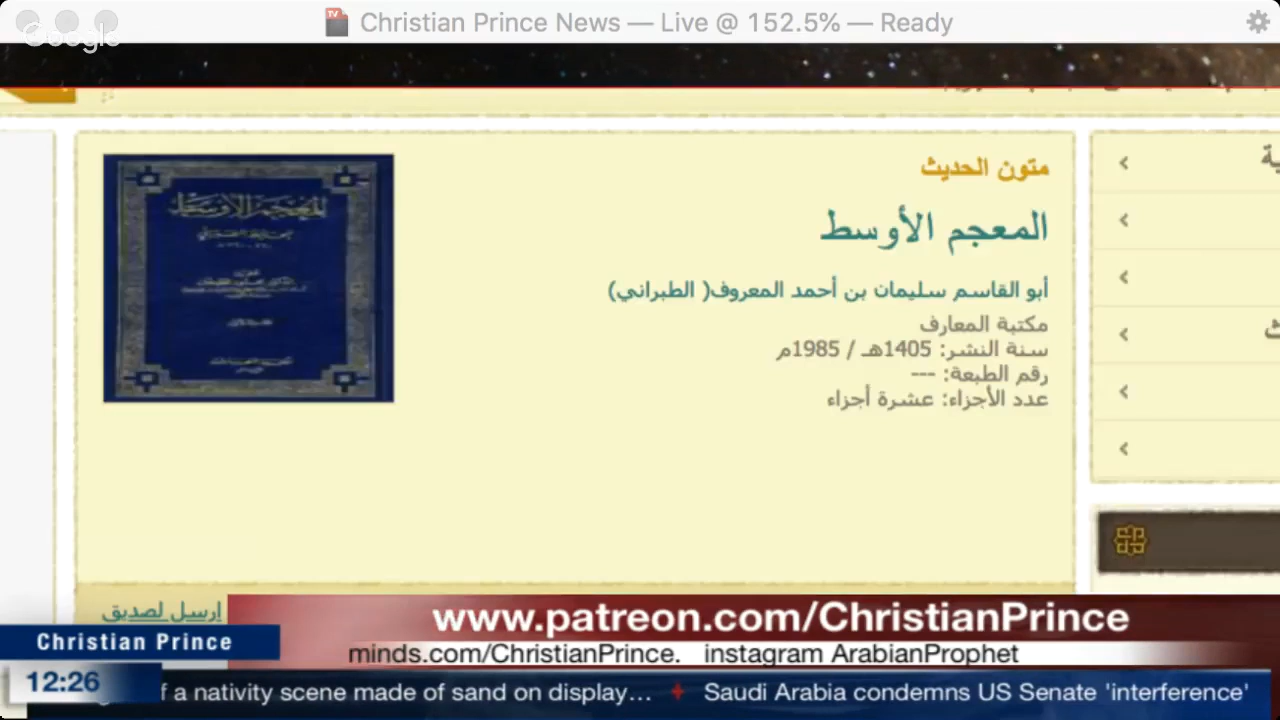 Christian Prince News — Live @ 152.5% — Ready
Google
متون الحديث
المعجم الأوسط
المعجم الأوسط
أبو القاسم سليمان بن أحمد المعروف( الطبراني)
مكتبة المعارف
سنة النشر: 1405هـ / 1985م
رقم الطبعة: ---
عدد الأجزاء: عشرة أجزاء
ارسل لصديق
www.patreon.com/ChristianPrince
Christian Prince
minds.com/ChristianPrince. instagram ArabianProphet
12:26
f a nativity scene made of sand on display... Saudi Arabia condemns US Senate 'interference'